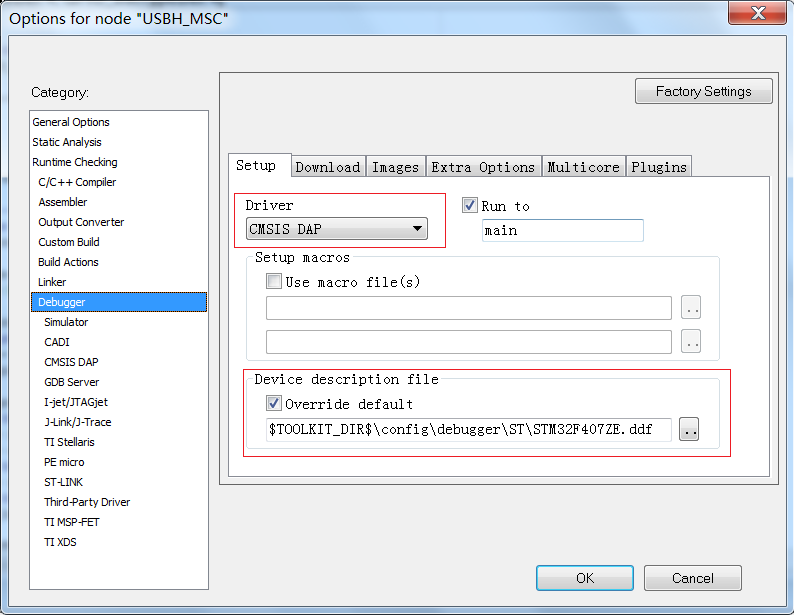 Options for node "USBH_MSC"
Category:
Factory Settings
General Options
Static Analysis
Runtime Checking
C/C++ Compiler
Assembler
Output Converter
Custom Build
Build Actions
Linker
Debugger
Simulator
CADI
CMSIS DAP
GDB Server
I-jet/JTAGjet
J-Link/J-Trace
TI Stellaris
PE micro
ST-LINK
Third-Party Driver
TI MSP-FET
TI XDS
Setup Download Images Extra Options Multicore Plugins
Driver
CMSIS DAP
Run to
main
Setup macros
Use macro file(s)
..
..
Device description file
Override default
$TOOLKIT_DIR$\config\debugger\ST\STM32F407ZE.ddf ..
OK Cancel